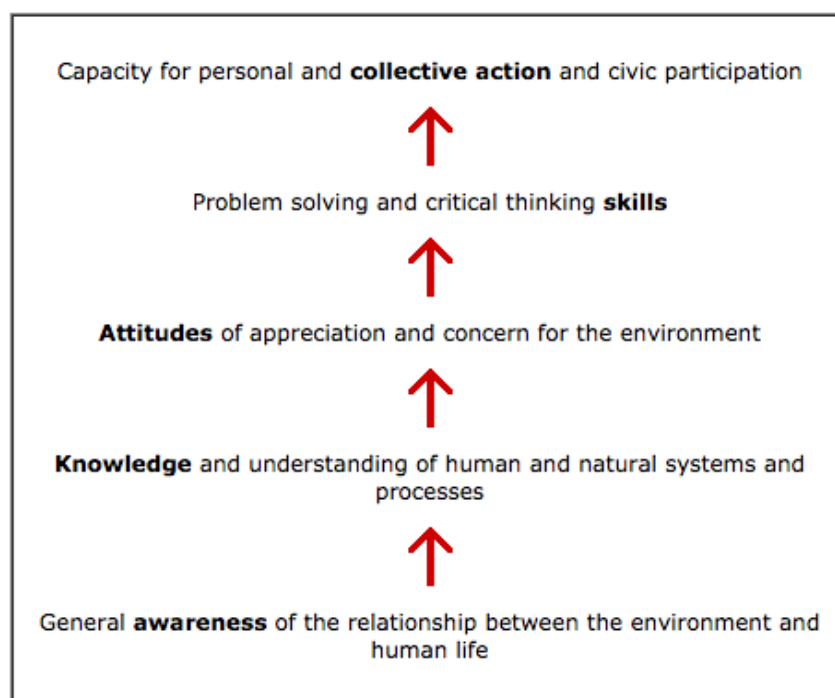 Capacity for personal and collective action and civic participation
Problem solving and critical thinking skills
Attitudes of appreciation and concern for the environment
Knowledge and understanding of human and natural systems and
processes
General awareness of the relationship between the environment and
human life